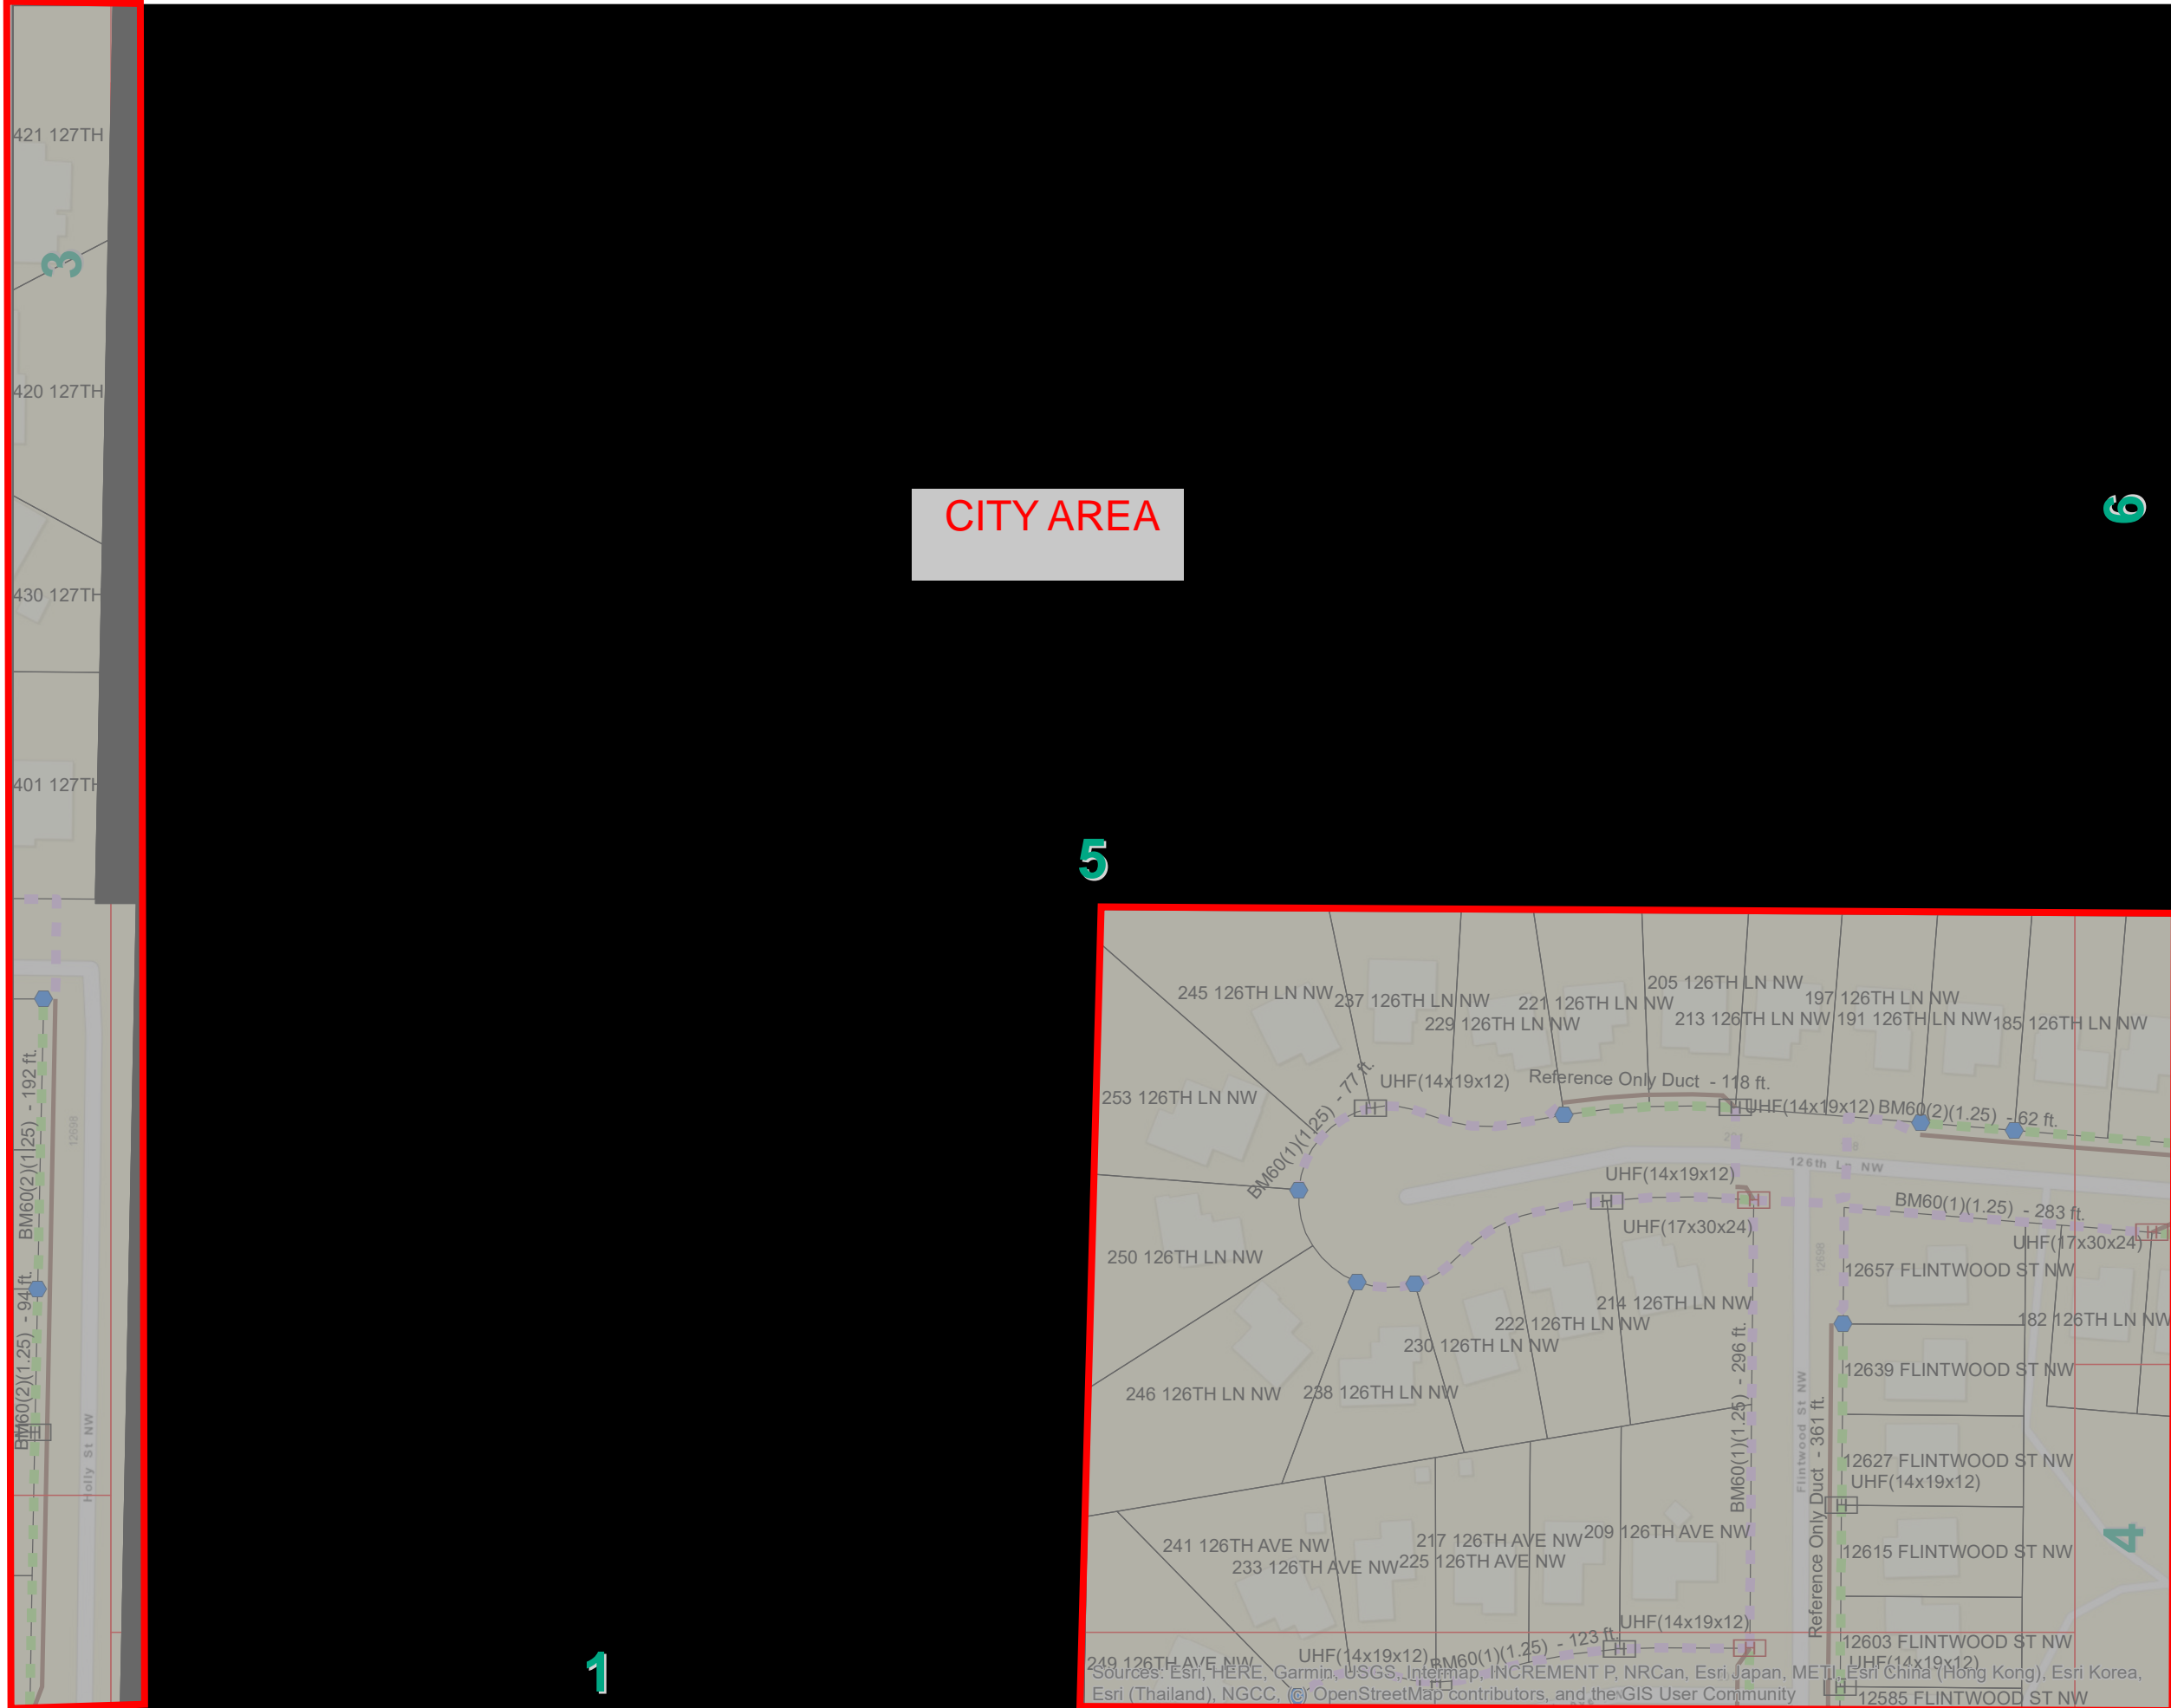 421 127TH
3
420 127TH
430 127TH
401 127TH
BM60(2)(1.25) - 192 ft.
12698
BM60(2)(1.25) - 94 ft.
Holly St NW
CITY AREA
6
5
1
245 126TH LN NW
237 126TH LN NW
229 126TH LN NW
221 126TH LN NW
205 126TH LN NW
213 126TH LN NW
197 126TH LN NW
191 126TH LN NW
185 126TH LN NW
253 126TH LN NW
BM60(1)(1.25) - 77 ft.
UHF(14x19x12)
Reference Only Duct - 118 ft.
UHF(14x19x12)
BM60(2)(1.25) - 62 ft.
126th Ln NW
UHF(14x19x12)
UHF(17x30x24)
BM60(1)(1.25) - 283 ft.
UHF(17x30x24)
250 126TH LN NW
12698
12657 FLINTWOOD ST NW
214 126TH LN NW
222 126TH LN NW
230 126TH LN NW
182 126TH LN NW
246 126TH LN NW
238 126TH LN NW
BM60(1)(1.25) - 296 ft.
Flintwood St NW
Reference Only Duct - 361 ft.
12639 FLINTWOOD ST NW
12627 FLINTWOOD ST NW
UHF(14x19x12)
4
241 126TH AVE NW
233 126TH AVE NW
217 126TH AVE NW
225 126TH AVE NW
209 126TH AVE NW
12615 FLINTWOOD ST NW
UHF(14x19x12)
12603 FLINTWOOD ST NW
UHF(14x19x12)
249 126TH AVE NW
UHF(14x19x12)
BM60(1)(1.25) - 123 ft.
Sources: Esri, HERE, Garmin, USGS, Intermap, INCREMENT P, NRCan, Esri Japan, METI, Esri China (Hong Kong), Esri Korea,
Esri (Thailand), NGCC, (c) OpenStreetMap contributors, and the GIS User Community
12585 FLINTWOOD ST NW